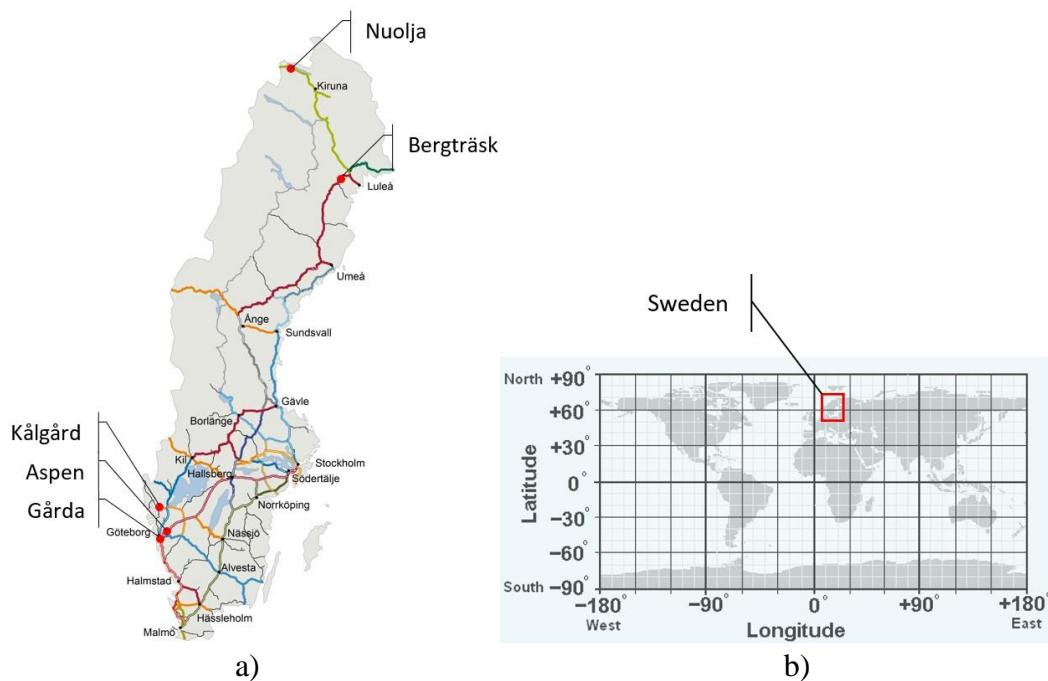 Nuolja
Kiruna
Bergträsk
Luleå
Umeå
Ånge
Sundsvall
Gävle
Borlänge
Kålgård
Kil
Stockholm
Aspen
Hallsberg
Södertälje
Gårda
Norrköping
Göteborg
Nässjö
Alvesta
Halmstad
Hässleholm
Malmö
a)
Sweden
North +90°
+60°
+30°
0
−30°
−60°
South −90°
Latitude
−180° −90° 0° +90° +180°
West East
Longitude
b)